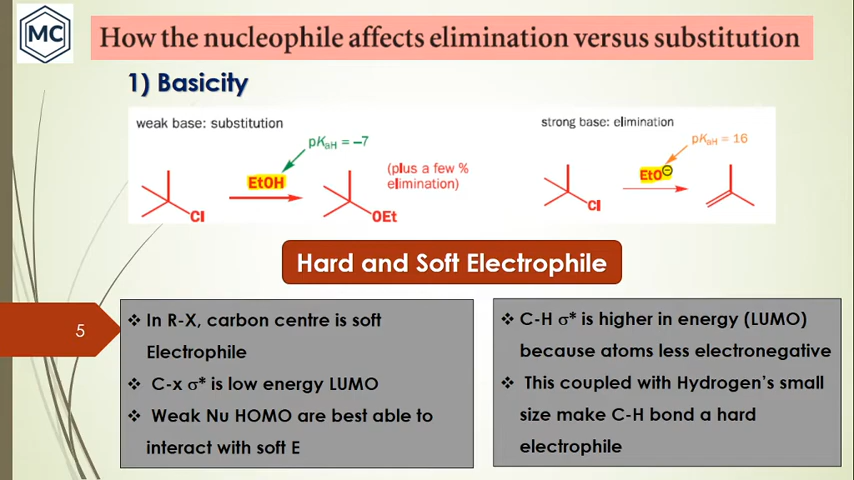 MC
How the nucleophile affects elimination versus substitution
1) Basicity
weak base: substitution
pKaH = –7
EtOH
(plus a few %
elimination)
Cl
OEt
strong base: elimination
pKaH = 16
EtO⊖
Cl
Hard and Soft Electrophile
5
❖ In R-X, carbon centre is soft
Electrophile
❖ C-x σ* is low energy LUMO
❖ Weak Nu HOMO are best able to
interact with soft E
❖ C-H σ* is higher in energy (LUMO)
because atoms less electronegative
❖ This coupled with Hydrogen's small
size make C-H bond a hard
electrophile